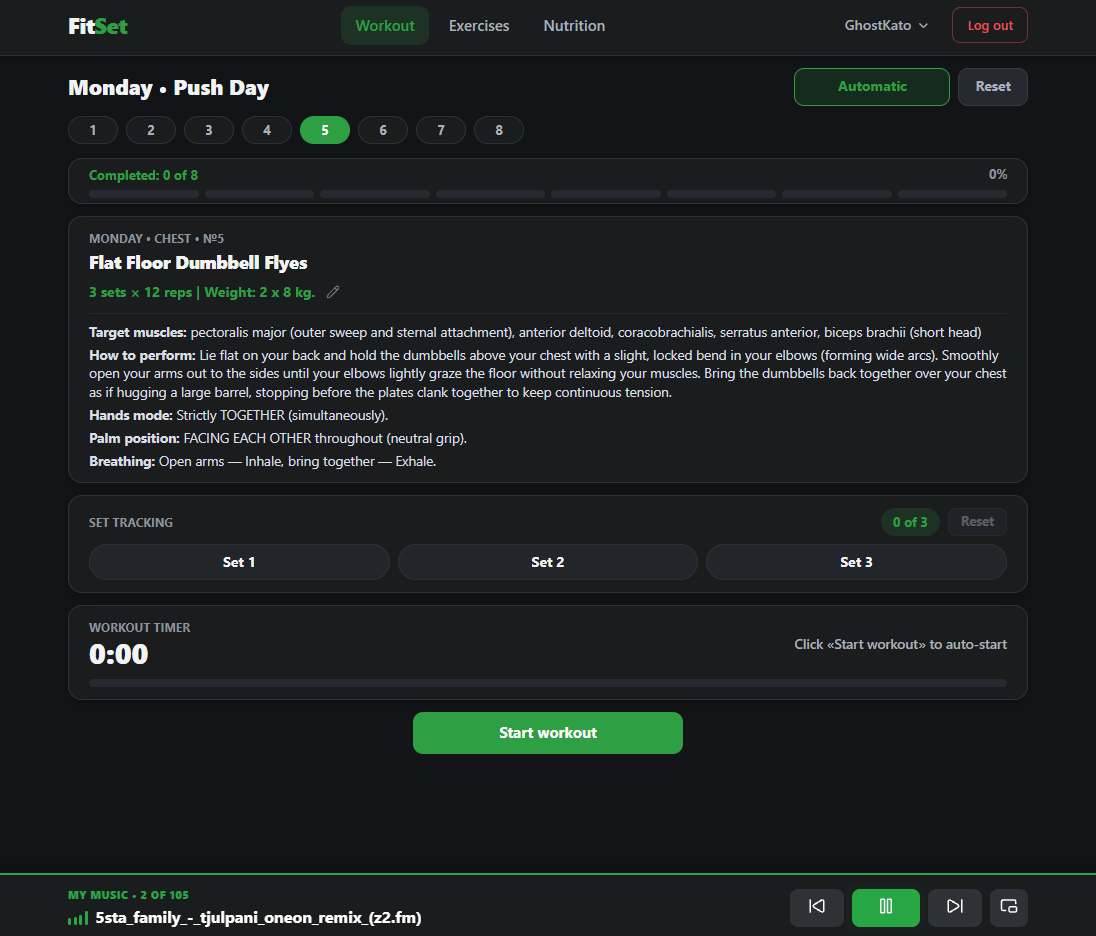 FitSet
Workout
Exercises
Nutrition
GhostKato
Log out
Monday • Push Day
Automatic
Reset
1
2
3
4
5
6
7
8
Completed: 0 of 8
0%
MONDAY • CHEST • №5
Flat Floor Dumbbell Flyes
3 sets × 12 reps | Weight: 2 x 8 kg.
Target muscles: pectoralis major (outer sweep and sternal attachment), anterior deltoid, coracobrachialis, serratus anterior, biceps brachii (short head)
How to perform: Lie flat on your back and hold the dumbbells above your chest with a slight, locked bend in your elbows (forming wide arcs). Smoothly
open your arms out to the sides until your elbows lightly graze the floor without relaxing your muscles. Bring the dumbbells back together over your chest
as if hugging a large barrel, stopping before the plates clank together to keep continuous tension.
Hands mode: Strictly TOGETHER (simultaneously).
Palm position: FACING EACH OTHER throughout (neutral grip).
Breathing: Open arms — Inhale, bring together — Exhale.
SET TRACKING
0 of 3
Reset
Set 1
Set 2
Set 3
WORKOUT TIMER
0:00
Click «Start workout» to auto-start
Start workout
MY MUSIC • 2 OF 105
5sta_family_-_tjulpani_oneon_remix_(z2.fm)